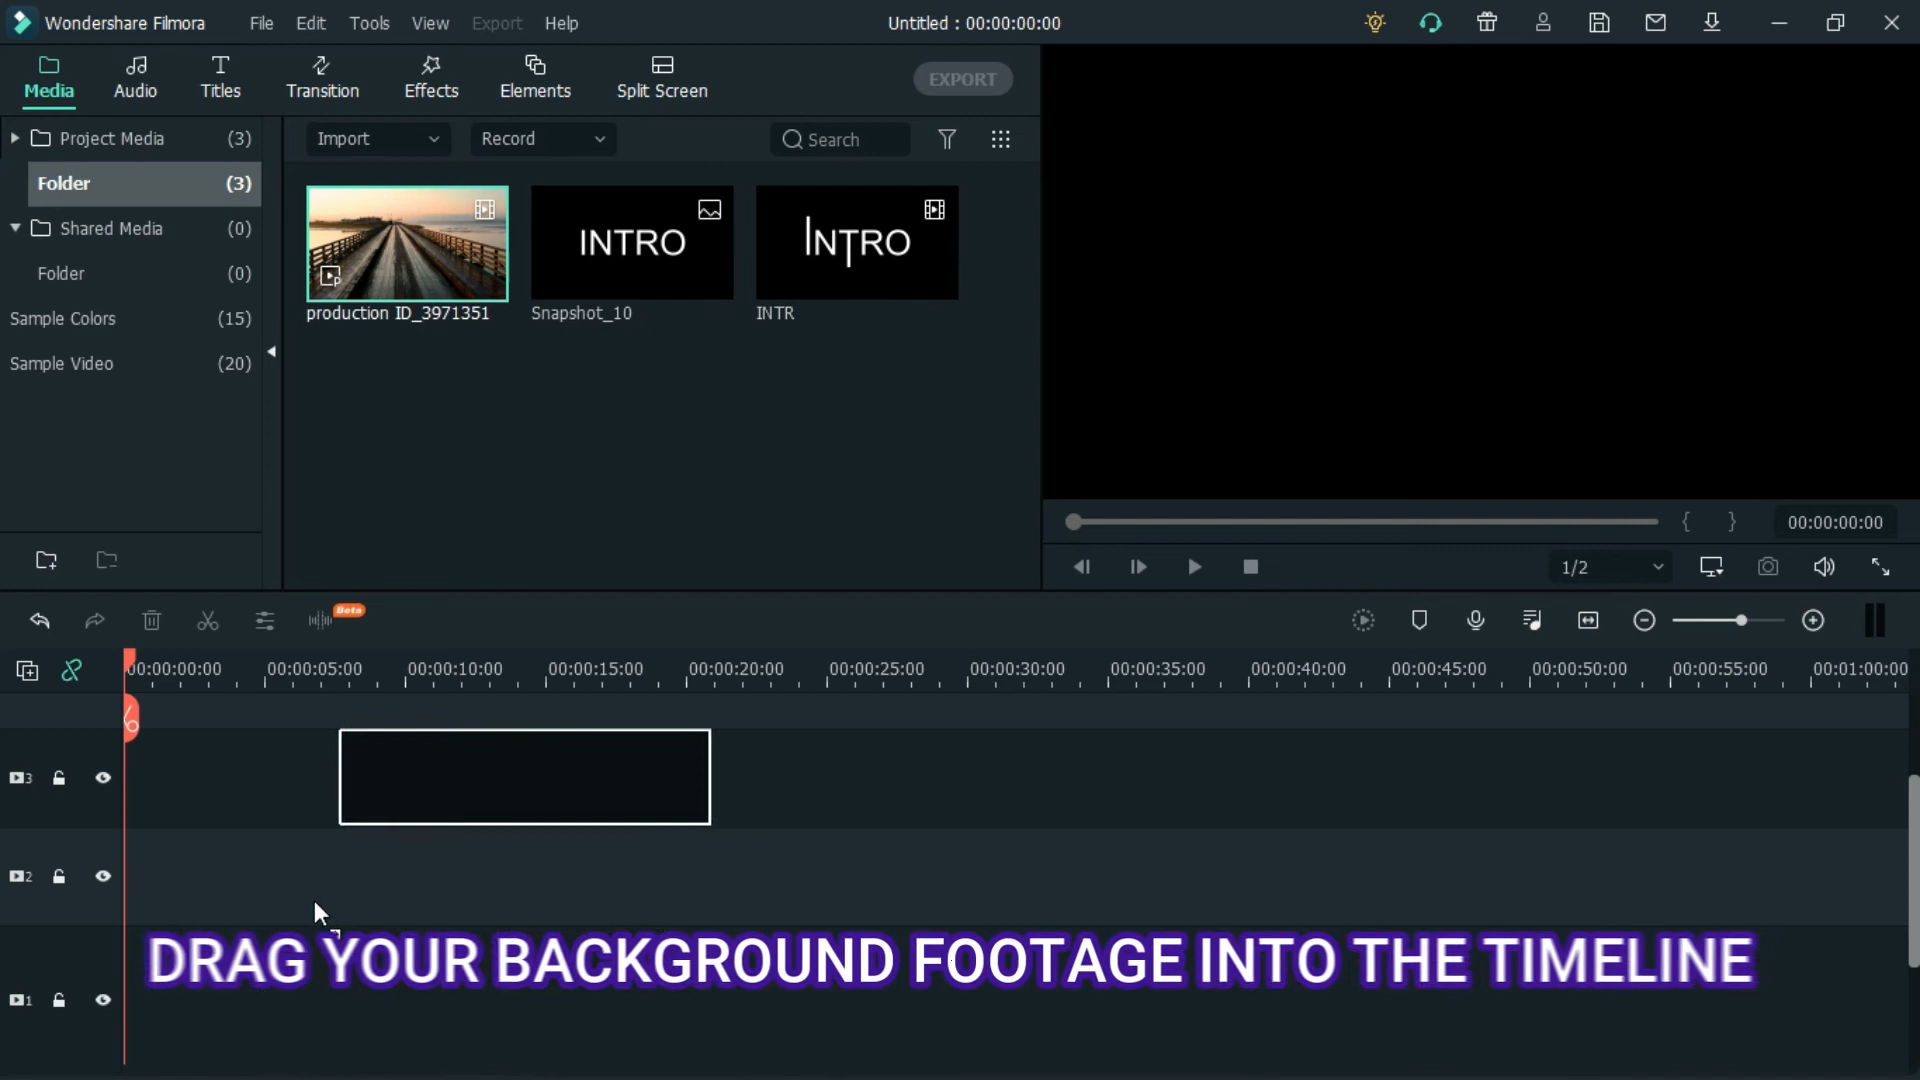 Wondershare Filmora
File
Edit
Tools
View
Export
Help
Untitled : 00:00:00:00
Media
Audio
Titles
Transition
Effects
Elements
Split Screen
EXPORT
Project Media (3)
Folder (3)
Shared Media (0)
Folder (0)
Sample Colors (15)
Sample Video (20)
Import
Record
Search
INTRO
INTRO
production ID_3971351
Snapshot_10
INTR
00:00:00:00
1/2
Beta
00:00:00:00
00:00:05:00
00:00:10:00
00:00:15:00
00:00:20:00
00:00:25:00
00:00:30:00
00:00:35:00
00:00:40:00
00:00:45:00
00:00:50:00
00:00:55:00
00:01:00:00
3
2
DRAG YOUR BACKGROUND FOOTAGE INTO THE TIMELINE
1